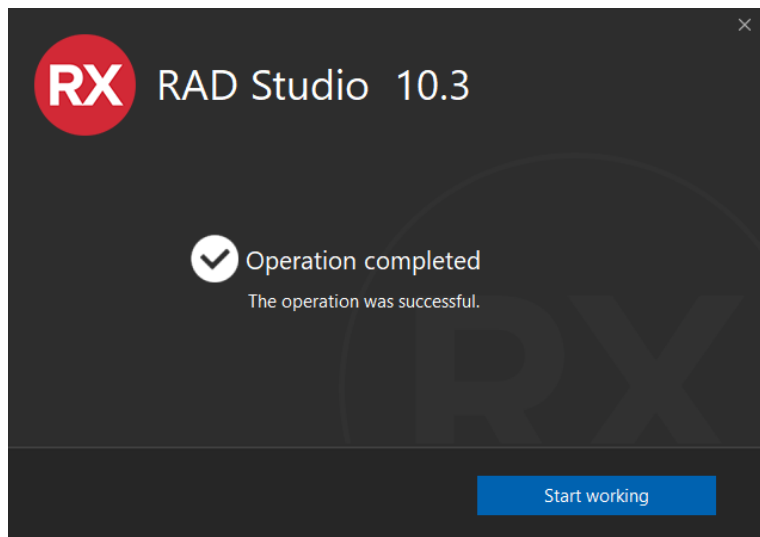 RX RAD Studio 10.3
Operation completed
The operation was successful.
RX
Start working